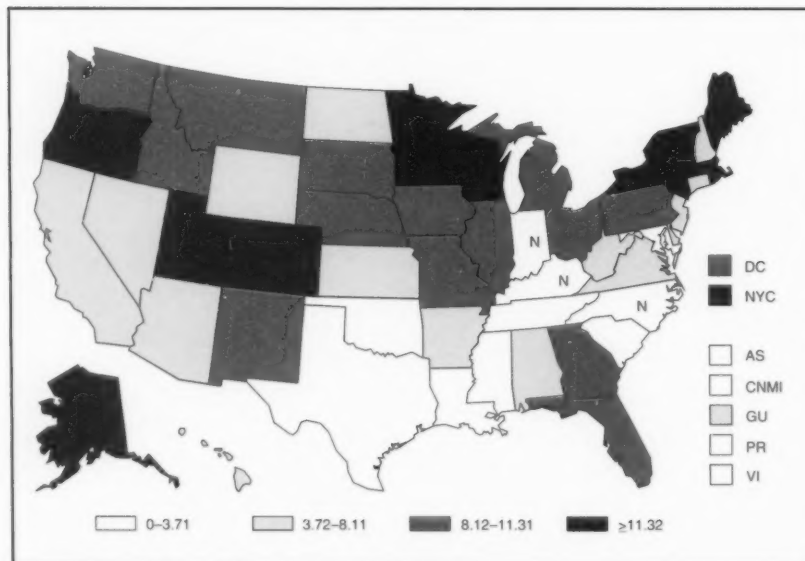 N
N
N
DC
NYC
AS
CNMI
GU
PR
VI
0–3.71
3.72–8.11
8.12–11.31
≥11.32